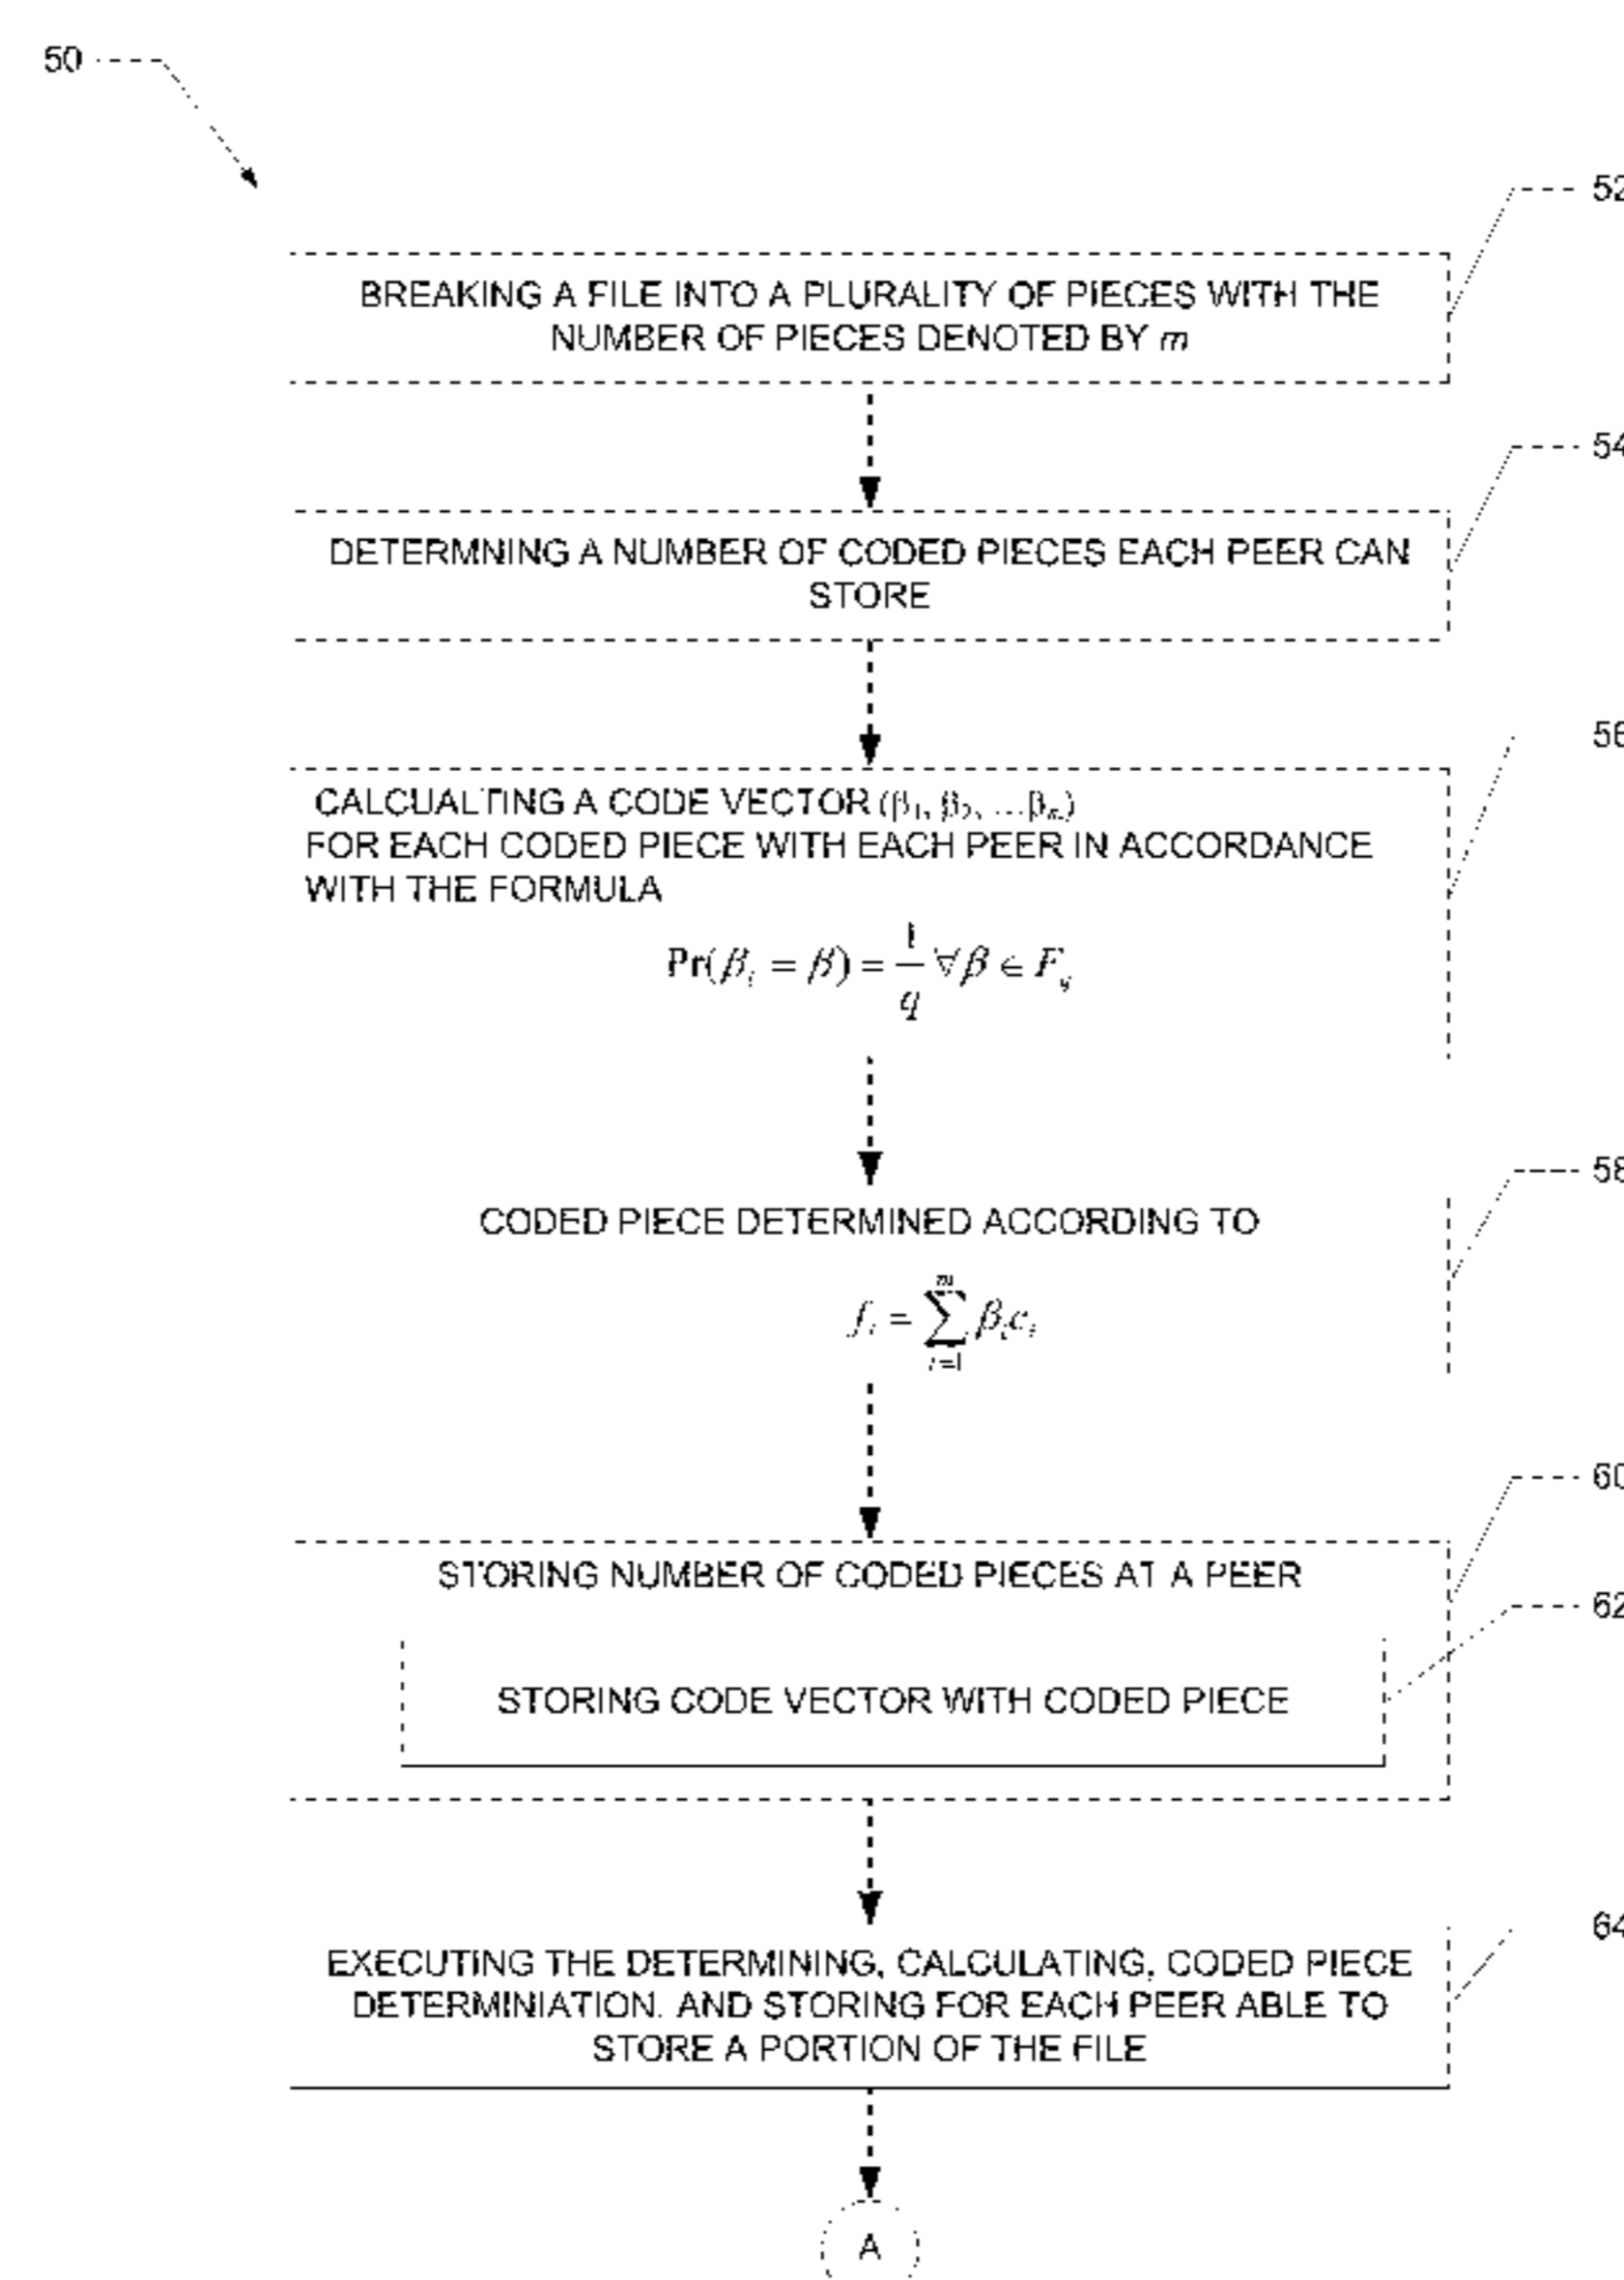 50
52
BREAKING A FILE INTO A PLURALITY OF PIECES WITH THE
NUMBER OF PIECES DENOTED BY m
54
DETERMNING A NUMBER OF CODED PIECES EACH PEER CAN
STORE
56
CALCUALTING A CODE VECTOR (β₁, β₂, ...βₘ)
FOR EACH CODED PIECE WITH EACH PEER IN ACCORDANCE
WITH THE FORMULA
Pr(βᵢ = β) = 1/q ∀β ∈ F_q
58
CODED PIECE DETERMINED ACCORDING TO
fᵢ = ∑ᵢ₌₁ᵐ βᵢcᵢ
60
STORING NUMBER OF CODED PIECES AT A PEER
62
STORING CODE VECTOR WITH CODED PIECE
64
EXECUTING THE DETERMINING, CALCULATING, CODED PIECE
DETERMINIATION. AND STORING FOR EACH PEER ABLE TO
STORE A PORTION OF THE FILE
A